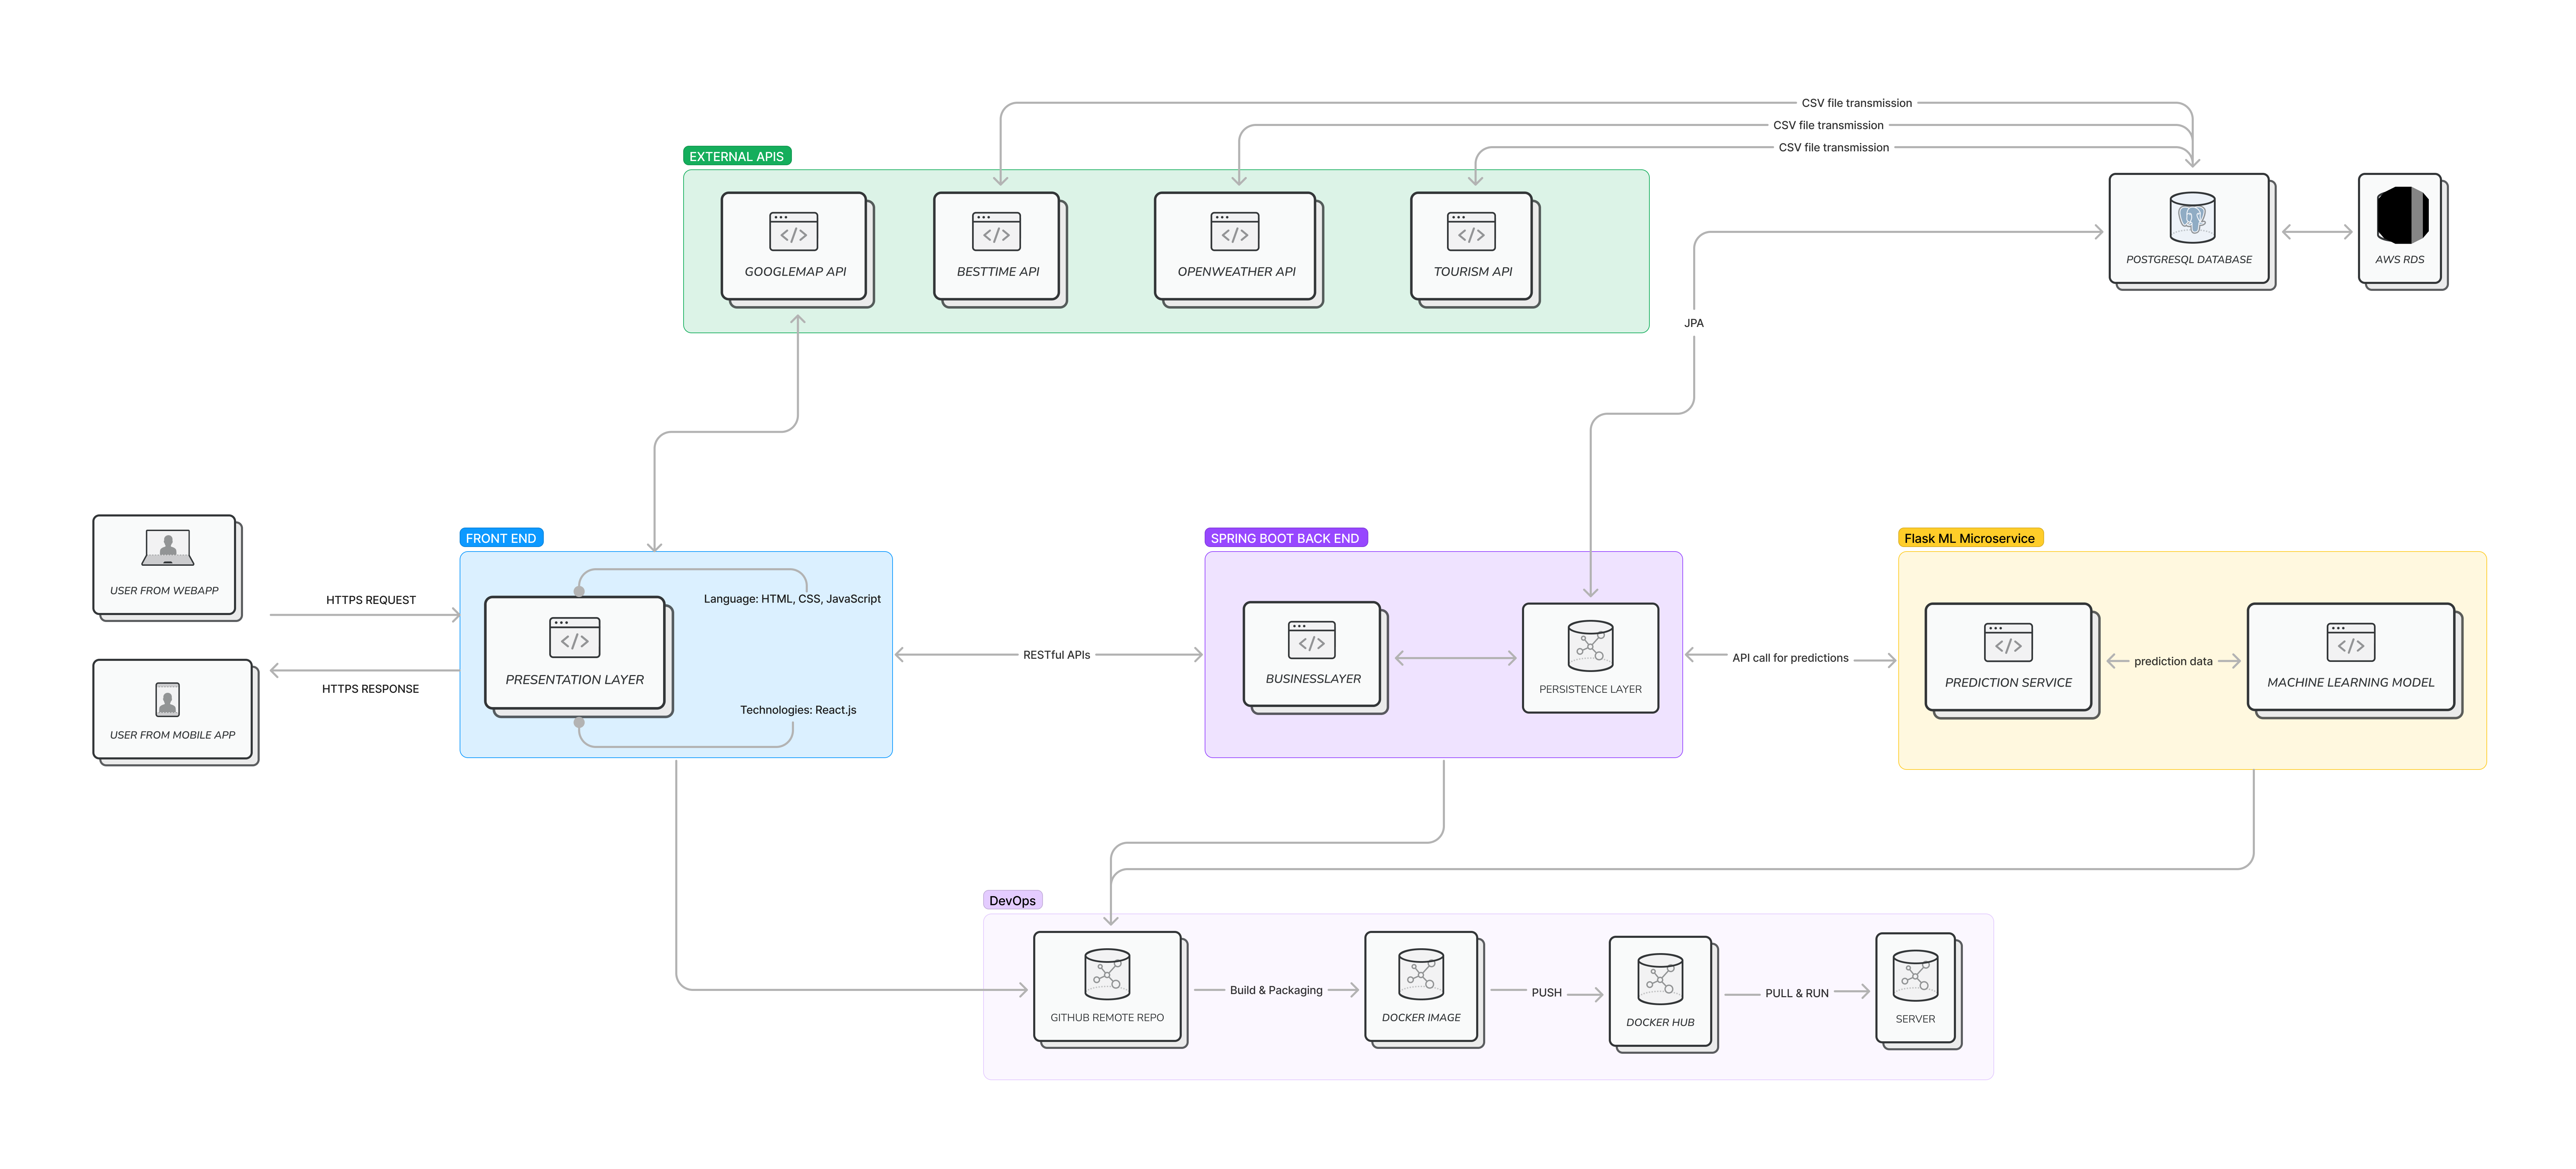 CSV file transmission
CSV file transmission
CSV file transmission
EXTERNAL APIS
GOOGLEMAP API
BESTTIME API
OPENWEATHER API
TOURISM API
POSTGRESQL DATABASE
AWS RDS
JPA
USER FROM WEBAPP
USER FROM MOBILE APP
HTTPS REQUEST
HTTPS RESPONSE
FRONT END
Language: HTML, CSS, JavaScript
PRESENTATION LAYER
Technologies: React.js
RESTful APIs
SPRING BOOT BACK END
BUSINESSLAYER
PERSISTENCE LAYER
API call for predictions
Flask ML Microservice
PREDICTION SERVICE
prediction data
MACHINE LEARNING MODEL
DevOps
GITHUB REMOTE REPO
Build & Packaging
DOCKER IMAGE
PUSH
DOCKER HUB
PULL & RUN
SERVER